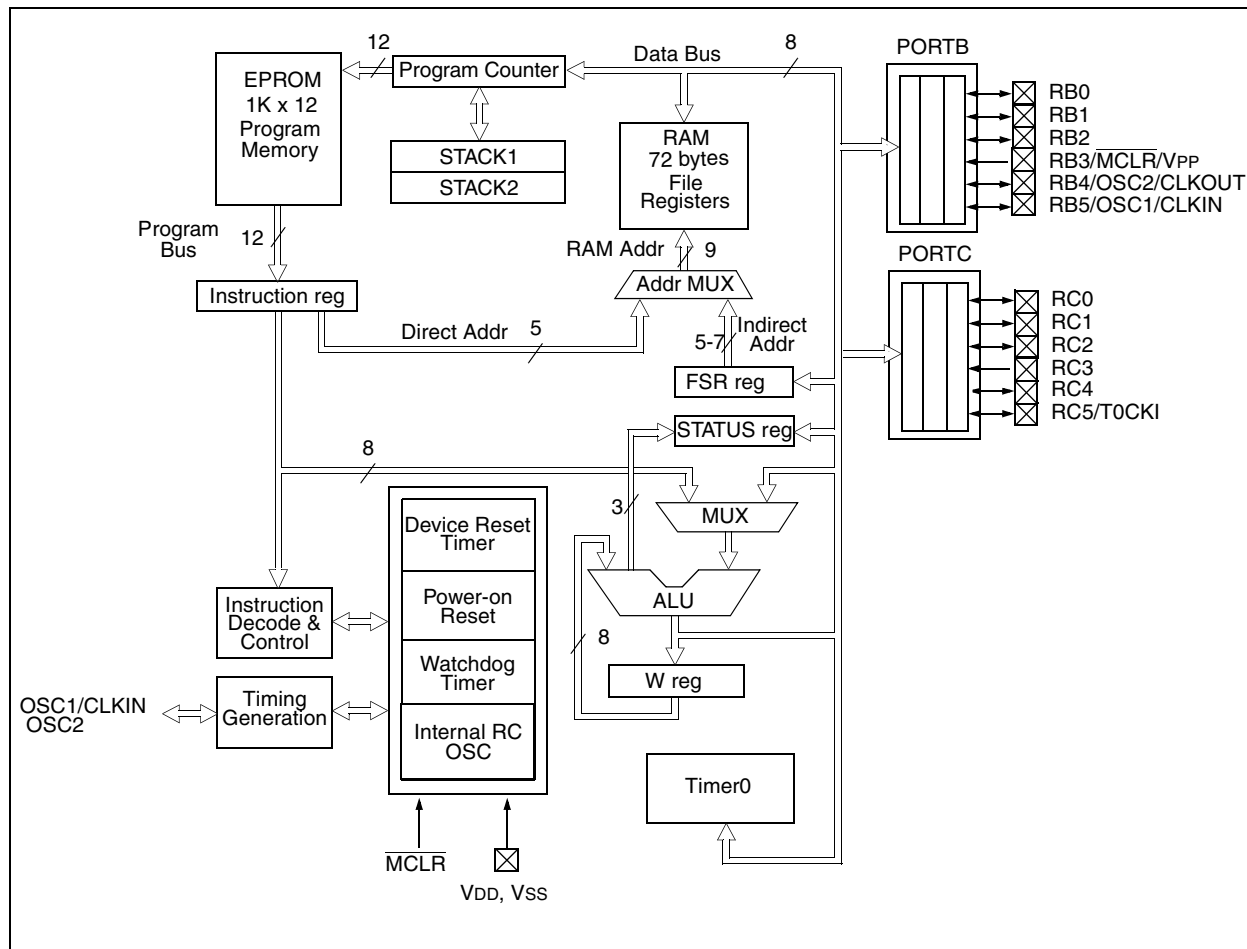 12
Data Bus
8
PORTB
EPROM
1K x 12
Program
Memory
Program Counter
STACK1
STACK2
RAM
72 bytes
File
Registers
RB0
RB1
RB2
RB3/MCLR/VPP
RB4/OSC2/CLKOUT
RB5/OSC1/CLKIN
Program
Bus
12
RAM Addr
9
PORTC
Instruction reg
Addr MUX
Direct Addr
5
5-7
Indirect
Addr
FSR reg
RC0
RC1
RC2
RC3
RC4
RC5/T0CKI
STATUS reg
8
3
MUX
Device Reset
Timer
Power-on
Reset
Watchdog
Timer
Internal RC
OSC
ALU
8
W reg
Instruction
Decode &
Control
OSC1/CLKIN
OSC2
Timing
Generation
Timer0
MCLR
VDD, VSS